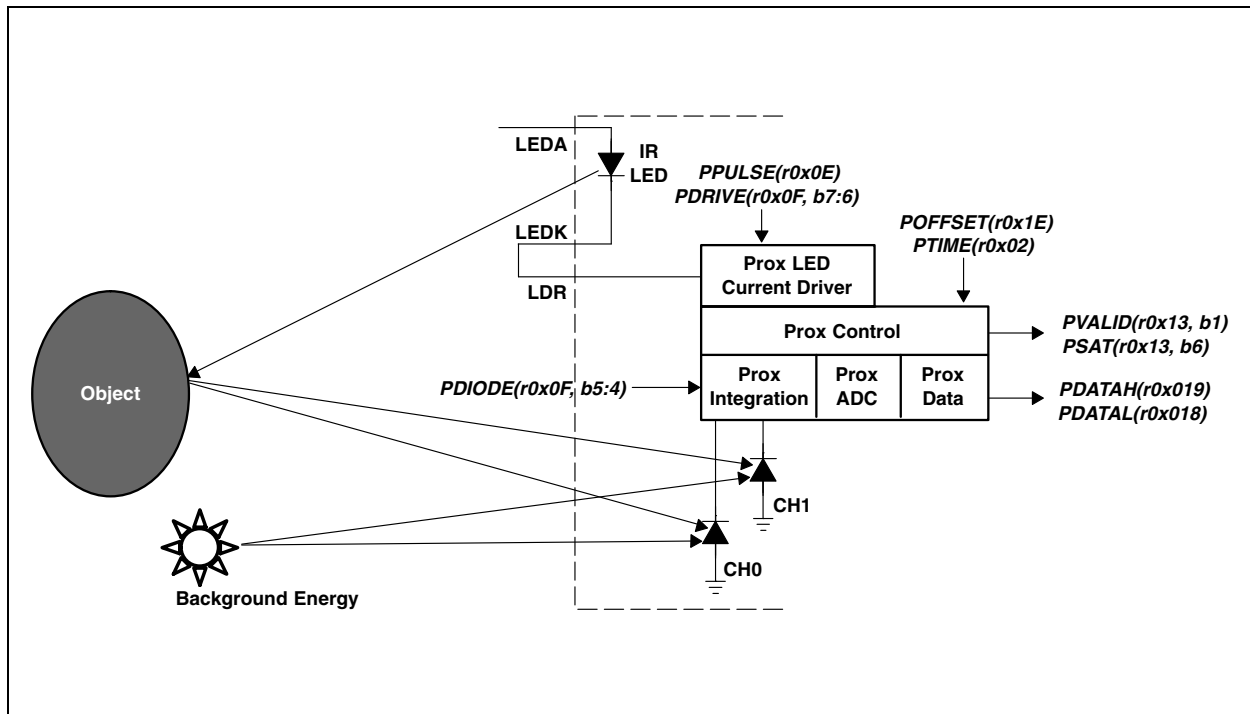 LEDA
IR
LED
PPULSE(r0x0E)
PDRIVE(r0x0F, b7:6)
POFFSET(r0x1E)
PTIME(r0x02)
LEDK
LDR
Prox LED
Current Driver
Prox Control
PVALID(r0x13, b1)
PSAT(r0x13, b6)
Object
PDIODE(r0x0F, b5:4)
Prox
Integration
Prox
ADC
Prox
Data
PDATAH(r0x019)
PDATAL(r0x018)
CH1
CH0
Background Energy